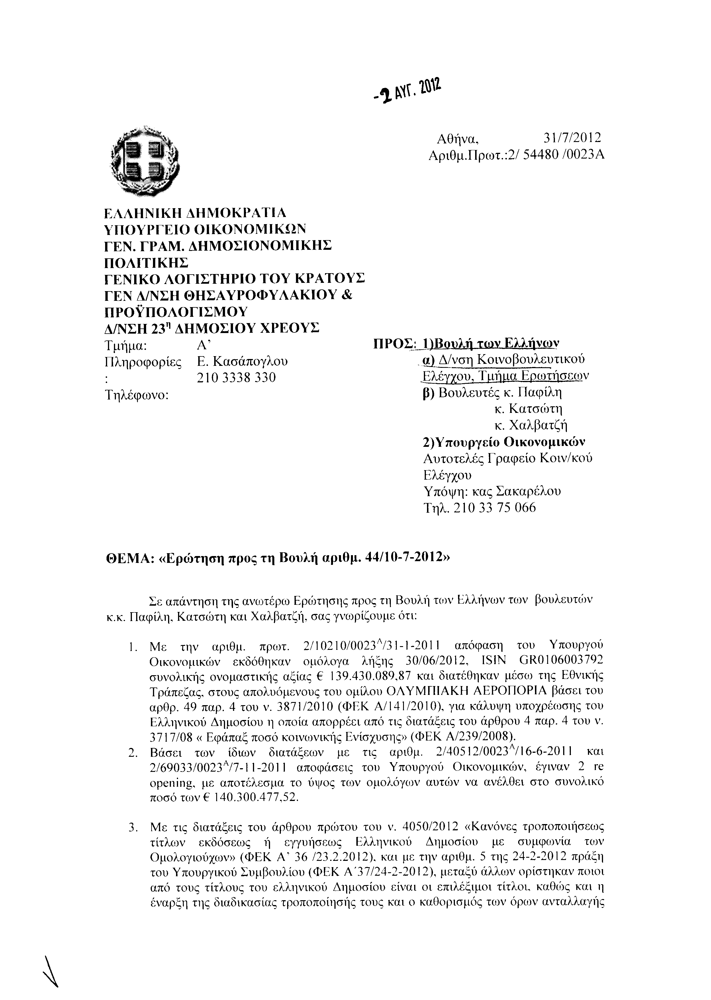 -2 ΑΥΓ. 2012
Αθήνα, 31/7/2012
Αριθμ.Πρωτ.:2/ 54480 /0023Α
ΕΛΛΗΝΙΚΗ ΔΗΜΟΚΡΑΤΙΑ
ΥΠΟΥΡΓΕΙΟ ΟΙΚΟΝΟΜΙΚΩΝ
ΓΕΝ. ΓΡΑΜ. ΔΗΜΟΣΙΟΝΟΜΙΚΗΣ
ΠΟΛΙΤΙΚΗΣ
ΓΕΝΙΚΟ ΛΟΓΙΣΤΗΡΙΟ ΤΟΥ ΚΡΑΤΟΥΣ
ΓΕΝ Δ/ΝΣΗ ΘΗΣΑΥΡΟΦΥΛΑΚΙΟΥ &
ΠΡΟΫΠΟΛΟΓΙΣΜΟΥ
Δ/ΝΣΗ 23η ΔΗΜΟΣΙΟΥ ΧΡΕΟΥΣ
Τμήμα: Α’
Πληροφορίες Ε. Κασάπογλου
: 210 3338 330
Τηλέφωνο:
ΠΡΟΣ: 1)Βουλή των Ελλήνων
α) Δ/νση Κοινοβουλευτικού
Ελέγχου, Τμήμα Ερωτήσεων
β) Βουλευτές κ. Παφίλη
κ. Κατσώτη
κ. Χαλβατζή
2)Υπουργείο Οικονομικών
Αυτοτελές Γραφείο Κοιν/κού
Ελέγχου
Υπόψη: κας Σακαρέλου
Τηλ. 210 33 75 066
ΘΕΜΑ: «Ερώτηση προς τη Βουλή αριθμ. 44/10-7-2012»
Σε απάντηση της ανωτέρω Ερώτησης προς τη Βουλή των Ελλήνων των βουλευτών
κ.κ. Παφίλη, Κατσώτη και Χαλβατζή, σας γνωρίζουμε ότι:
1. Με την αριθμ. πρωτ. 2/10210/0023Α/31-1-2011 απόφαση του Υπουργού
Οικονομικών εκδόθηκαν ομόλογα λήξης 30/06/2012, ISIN GR0106003792
συνολικής ονομαστικής αξίας € 139.430.089,87 και διατέθηκαν μέσω της Εθνικής
Τράπεζας, στους απολυόμενους του ομίλου ΟΛΥΜΠΙΑΚΗ ΑΕΡΟΠΟΡΙΑ βάσει του
αρθρ. 49 παρ. 4 του ν. 3871/2010 (ΦΕΚ Α/141/2010), για κάλυψη υποχρέωσης του
Ελληνικού Δημοσίου η οποία απορρέει από τις διατάξεις του άρθρου 4 παρ. 4 του ν.
3717/08 « Εφάπαξ ποσό κοινωνικής Ενίσχυσης» (ΦΕΚ Α/239/2008).
2. Βάσει των ίδιων διατάξεων με τις αριθμ. 2/40512/0023Α/16-6-2011 και
2/69033/0023Α/7-11-2011 αποφάσεις του Υπουργού Οικονομικών, έγιναν 2 re
opening, με αποτέλεσμα το ύψος των ομολόγων αυτών να ανέλθει στο συνολικό
ποσό των € 140.300.477,52.
3. Με τις διατάξεις του άρθρου πρώτου του ν. 4050/2012 «Κανόνες τροποποιήσεως
τίτλων εκδόσεως ή εγγυήσεως Ελληνικού Δημοσίου με συμφωνία των
Ομολογιούχων» (ΦΕΚ Α’ 36 /23.2.2012), και με την αριθμ. 5 της 24-2-2012 πράξη
του Υπουργικού Συμβουλίου (ΦΕΚ Α΄37/24-2-2012), μεταξύ άλλων ορίστηκαν ποιοι
από τους τίτλους του ελληνικού Δημοσίου είναι οι επιλέξιμοι τίτλοι, καθώς και η
έναρξη της διαδικασίας τροποποίησής τους και ο καθορισμός των όρων ανταλλαγής